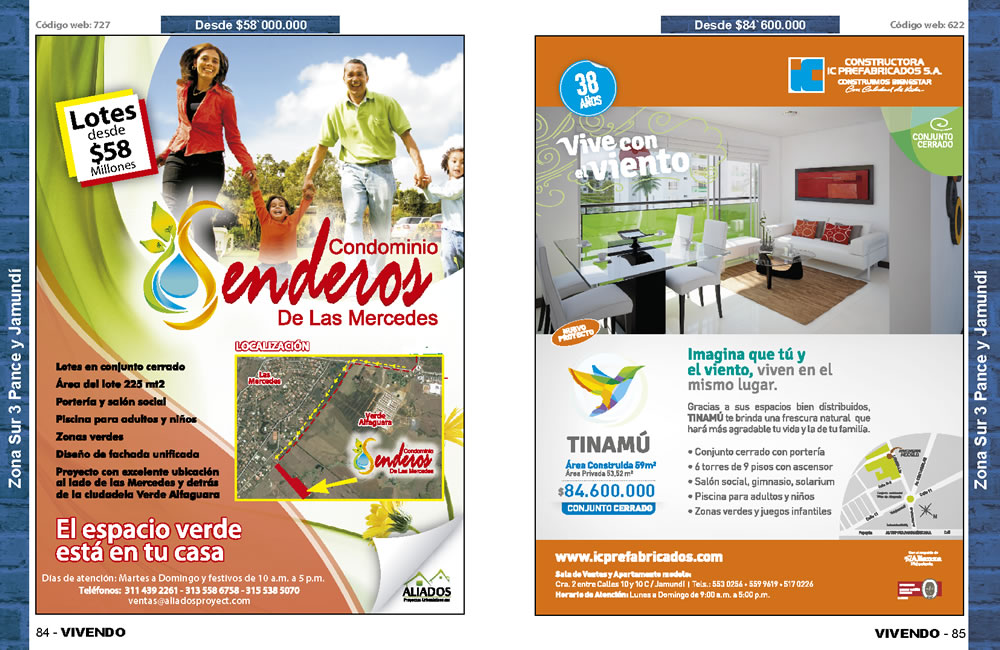 Código web: 727
Desde $58`000.000
Zona Sur 3 Pance y Jamundí
Lotes
desde
$58
Millones
Condominio
Senderos
De Las Mercedes
LOCALIZACIÓN
Las
Mercedes
Verde
Alfaguara
Condominio
Senderos
De Las Mercedes
Lotes en conjunto cerrado
Área del lote 225 mt2
Portería y salón social
Piscina para adultos y niños
Zonas verdes
Diseño de fachada unificada
Proyecto con excelente ubicación
al lado de las Mercedes y detrás
de la ciudadela Verde Alfaguara
El espacio verde
está en tu casa
Días de atención: Martes a Domingo y festivos de 10 a.m. a 5 p.m.
Teléfonos: 311 439 2261 - 313 558 6758 - 315 538 5070
ventas@aliadosproyect.com
ALIADOS
84 - VIVENDO
Desde $84`600.000
Código web: 622
Zona Sur 3 Pance y Jamundí
38
AÑOS
CONSTRUCTORA
IC PREFABRICADOS S.A.
CONSTRUIMOS BIENESTAR
Con Calidad de Vida
CONJUNTO
CERRADO
Vive con
el viento
NUEVO
PROYECTO
TINAMÚ
Área Construida 59m²
Área Privada 53,52 m²
$84.600.000
CONJUNTO CERRADO
Imagina que tú y
el viento, viven en el
mismo lugar.
Gracias a sus espacios bien distribuidos,
TINAMÚ te brinda una frescura natural que
hará más agradable tu vida y la de tu familia.
• Conjunto cerrado con portería
• 6 torres de 9 pisos con ascensor
• Salón social, gimnasio, solarium
• Piscina para adultos y niños
• Zonas verdes y juegos infantiles
www.icprefabricados.com
Sala de Ventas y Apartamento modelo:
Cra. 2 entre Calles 10 y 10 C / Jamundí | Tels.: 553 0256 - 559 9619 - 517 0226
Horario de Atención: Lunes a Domingo de 9:00 a.m. a 5:00 p.m.
VIVENDO - 85